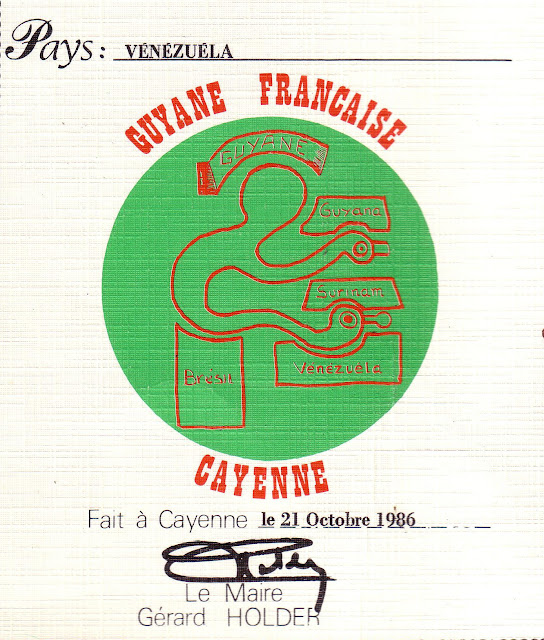 Pays : VÉNÉZUÉLA
GUYANE FRANCAISE
GUYANE
Guyana
Surinam
Brésil
Venézuela
CAYENNE
Fait à Cayenne le 21 Octobre 1986
Le Maire
Gérard HOLDER